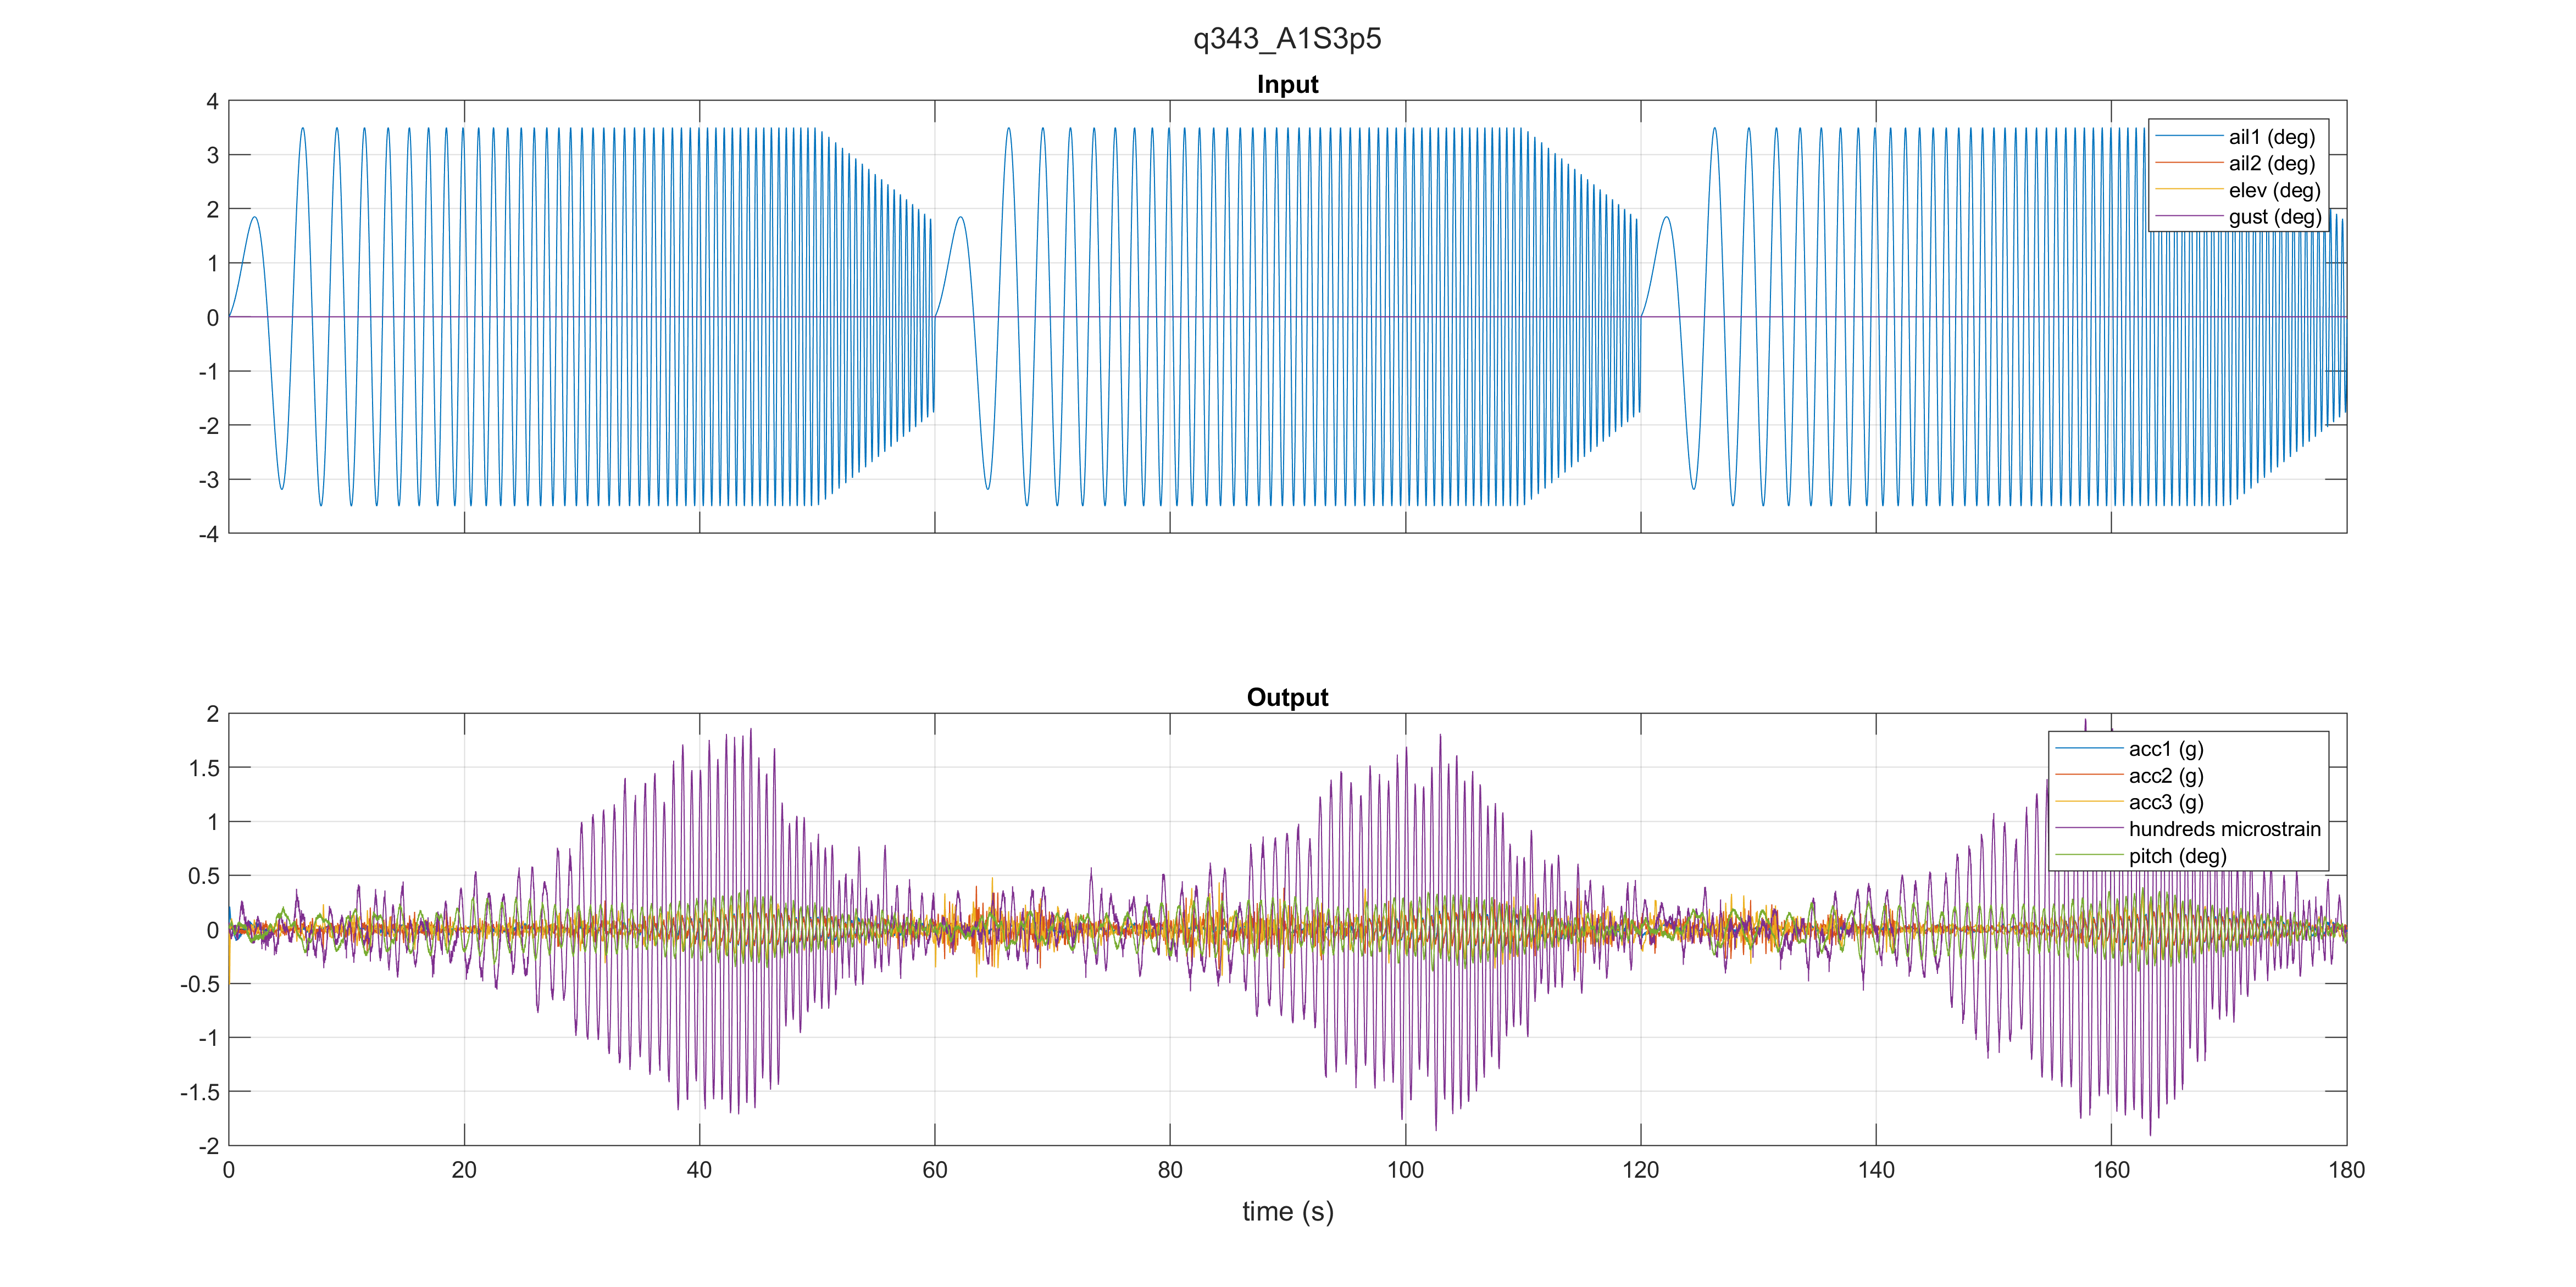 q343_A1S3p5
Input
4
3
2
1
0
-1
-2
-3
-4
ail1 (deg)
ail2 (deg)
elev (deg)
gust (deg)
Output
2
1.5
1
0.5
0
-0.5
-1
-1.5
-2
acc1 (g)
acc2 (g)
acc3 (g)
hundreds microstrain
pitch (deg)
0 20 40 60 80 100 120 140 160 180
time (s)